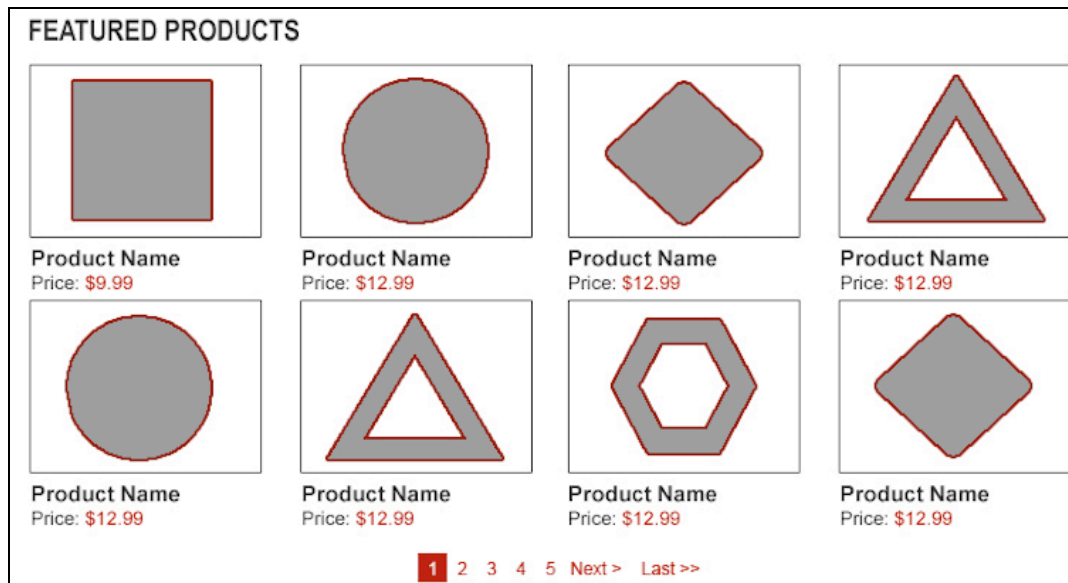 FEATURED PRODUCTS
Product Name Product Name Product Name Product Name
Price: $9.99 Price: $12.99 Price: $12.99 Price: $12.99
Product Name Product Name Product Name Product Name
Price: $12.99 Price: $12.99 Price: $12.99 Price: $12.99
1 2 3 4 5 Next > Last >>